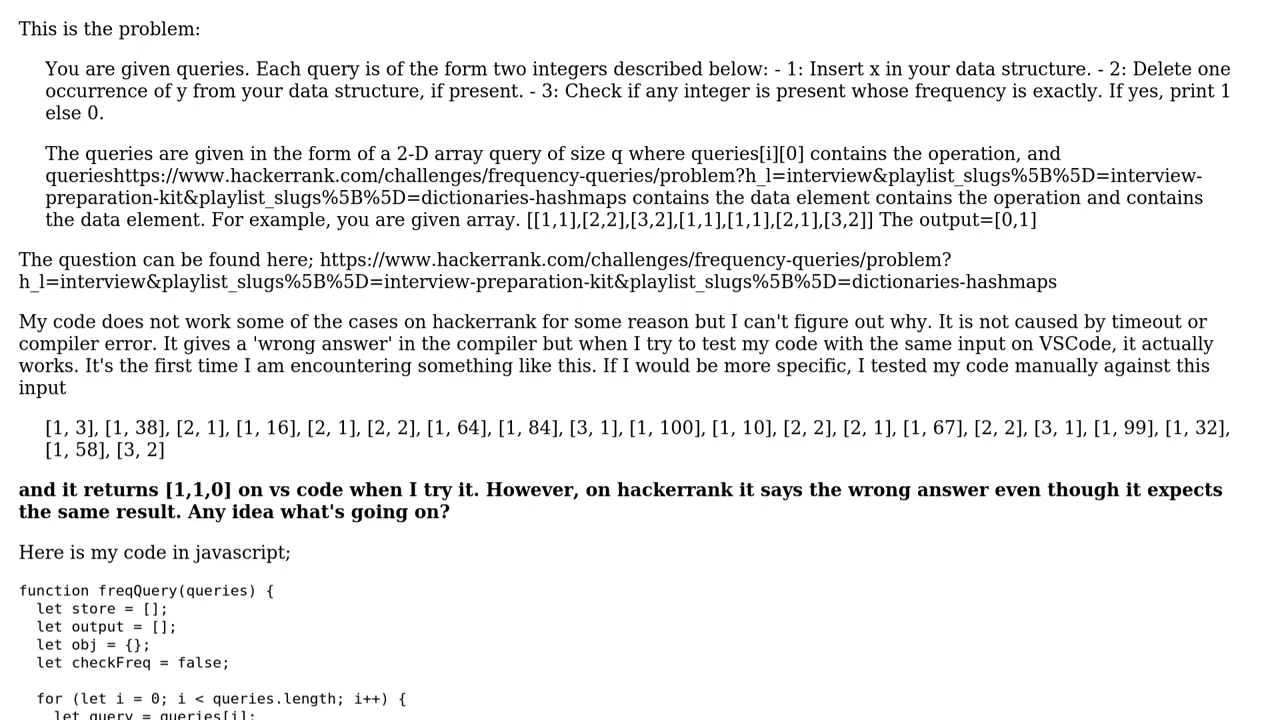 This is the problem:
You are given queries. Each query is of the form two integers described below: - 1: Insert x in your data structure. - 2: Delete one
occurrence of y from your data structure, if present. - 3: Check if any integer is present whose frequency is exactly. If yes, print 1
else 0.
The queries are given in the form of a 2-D array query of size q where queries[i][0] contains the operation, and
querieshttps://www.hackerrank.com/challenges/frequency-queries/problem?h_l=interview&playlist_slugs%5B%5D=interview-
preparation-kit&playlist_slugs%5B%5D=dictionaries-hashmaps contains the data element contains the operation and contains
the data element. For example, you are given array. [[1,1],[2,2],[3,2],[1,1],[1,1],[2,1],[3,2]] The output=[0,1]
The question can be found here; https://www.hackerrank.com/challenges/frequency-queries/problem?
h_l=interview&playlist_slugs%5B%5D=interview-preparation-kit&playlist_slugs%5B%5D=dictionaries-hashmaps
My code does not work some of the cases on hackerrank for some reason but I can't figure out why. It is not caused by timeout or
compiler error. It gives a 'wrong answer' in the compiler but when I try to test my code with the same input on VSCode, it actually
works. It's the first time I am encountering something like this. If I would be more specific, I tested my code manually against this
input
[1, 3], [1, 38], [2, 1], [1, 16], [2, 1], [2, 2], [1, 64], [1, 84], [3, 1], [1, 100], [1, 10], [2, 2], [2, 1], [1, 67], [2, 2], [3, 1], [1, 99], [1, 32],
[1, 58], [3, 2]
and it returns [1,1,0] on vs code when I try it. However, on hackerrank it says the wrong answer even though it expects
the same result. Any idea what's going on?
Here is my code in javascript;
function freqQuery(queries) {
let store = [];
let output = [];
let obj = {};
let checkFreq = false;
for (let i = 0; i < queries.length; i++) {
let query = queries[i];